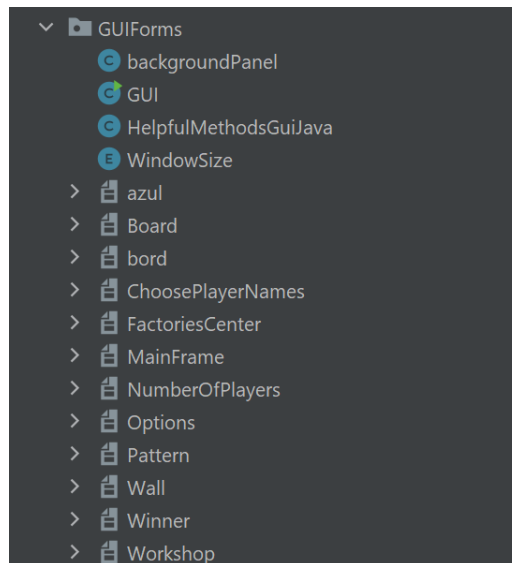 GUIForms
C backgroundPanel
C GUI
C HelpfulMethodsGuiJava
E WindowSize
azul
Board
bord
ChoosePlayerNames
FactoriesCenter
MainFrame
NumberOfPlayers
Options
Pattern
Wall
Winner
Workshop